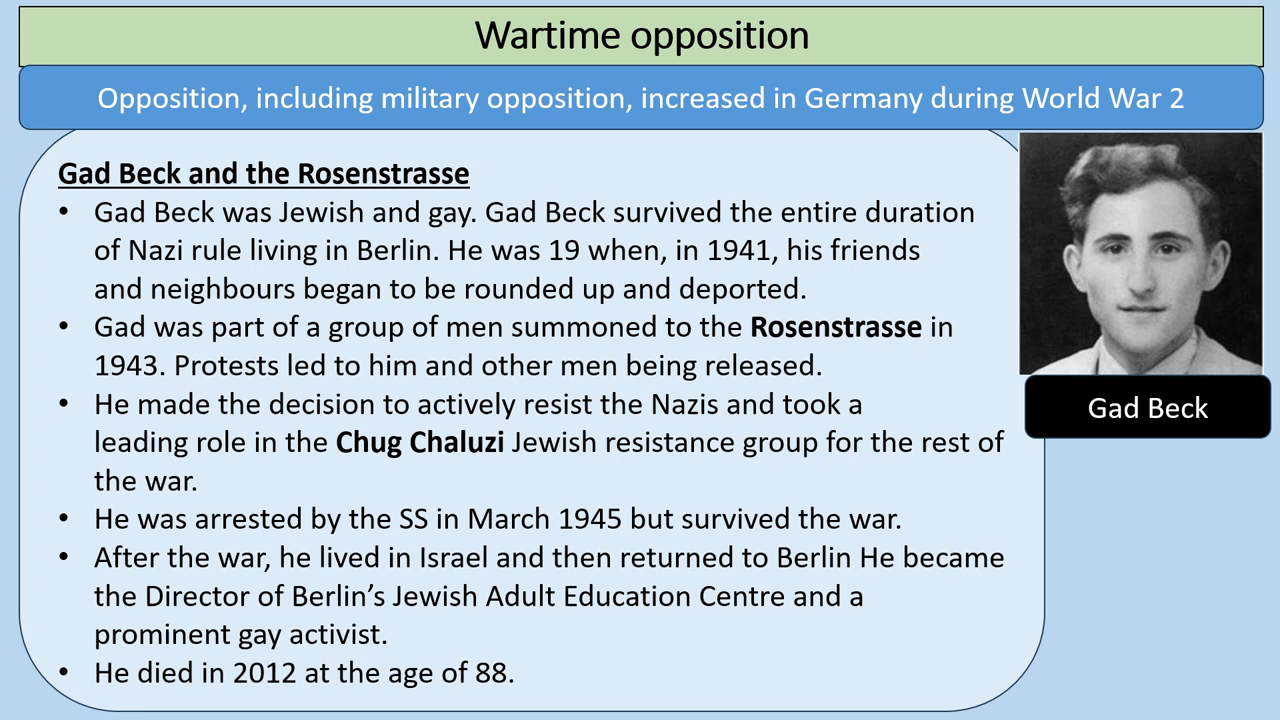 Wartime opposition
Opposition, including military opposition, increased in Germany during World War 2
Gad Beck and the Rosenstrasse
• Gad Beck was Jewish and gay. Gad Beck survived the entire duration
of Nazi rule living in Berlin. He was 19 when, in 1941, his friends
and neighbours began to be rounded up and deported.
• Gad was part of a group of men summoned to the Rosenstrasse in
1943. Protests led to him and other men being released.
• He made the decision to actively resist the Nazis and took a
leading role in the Chug Chaluzi Jewish resistance group for the rest of
the war.
• He was arrested by the SS in March 1945 but survived the war.
• After the war, he lived in Israel and then returned to Berlin He became
the Director of Berlin’s Jewish Adult Education Centre and a
prominent gay activist.
• He died in 2012 at the age of 88.
Gad Beck